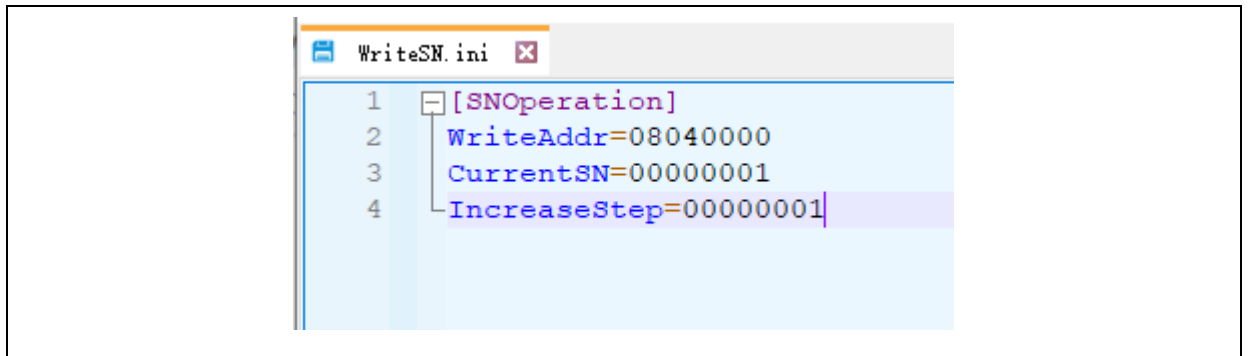 WriteSN.ini
1 [SNOperation]
2 WriteAddr=08040000
3 CurrentSN=00000001
4 IncreaseStep=00000001